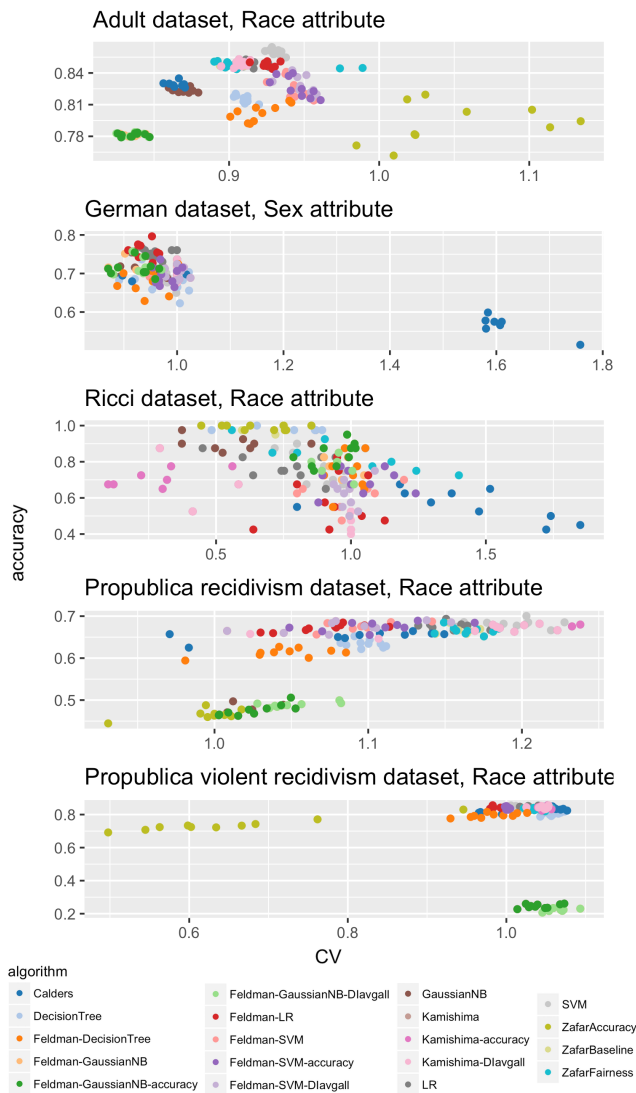 Adult dataset, Race attribute
0.84
0.81
0.78
0.9 1.0 1.1
German dataset, Sex attribute
0.8
0.6
1.0 1.2 1.4 1.6 1.8
Ricci dataset, Race attribute
1.0
0.8
0.6
0.4
0.5 1.0 1.5
accuracy
Propublica recidivism dataset, Race attribute
0.7
0.6
0.5
1.0 1.1 1.2
Propublica violent recidivism dataset, Race attribute
0.8
0.6
0.4
0.2
0.6 0.8 1.0
CV
algorithm
Calders
DecisionTree
Feldman-DecisionTree
Feldman-GaussianNB
Feldman-GaussianNB-accuracy
Feldman-GaussianNB-DIavgall
Feldman-LR
Feldman-SVM
Feldman-SVM-accuracy
Feldman-SVM-DIavgall
GaussianNB
Kamishima
Kamishima-accuracy
Kamishima-DIavgall
LR
SVM
ZafarAccuracy
ZafarBaseline
ZafarFairness